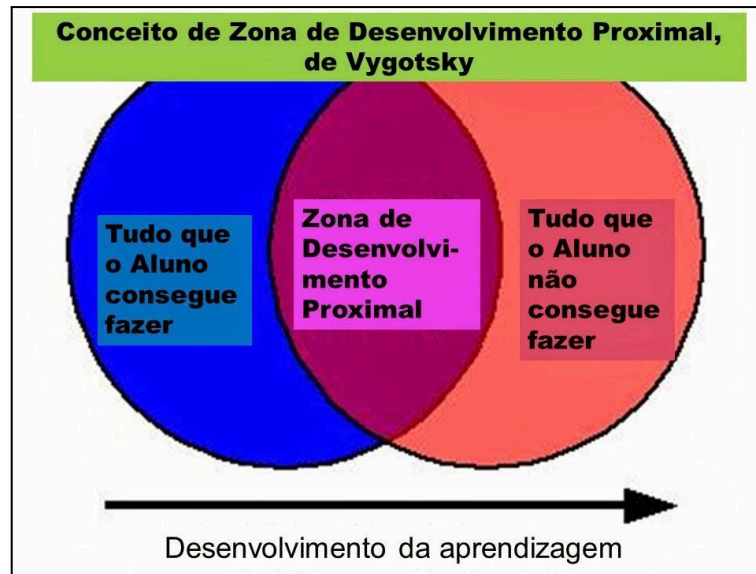 Conceito de Zona de Desenvolvimento Proximal,
de Vygotsky
Tudo que
o Aluno
consegue
fazer
Zona de
Desenvolvi-
mento
Proximal
Tudo que
o Aluno
não
consegue
fazer
Desenvolvimento da aprendizagem